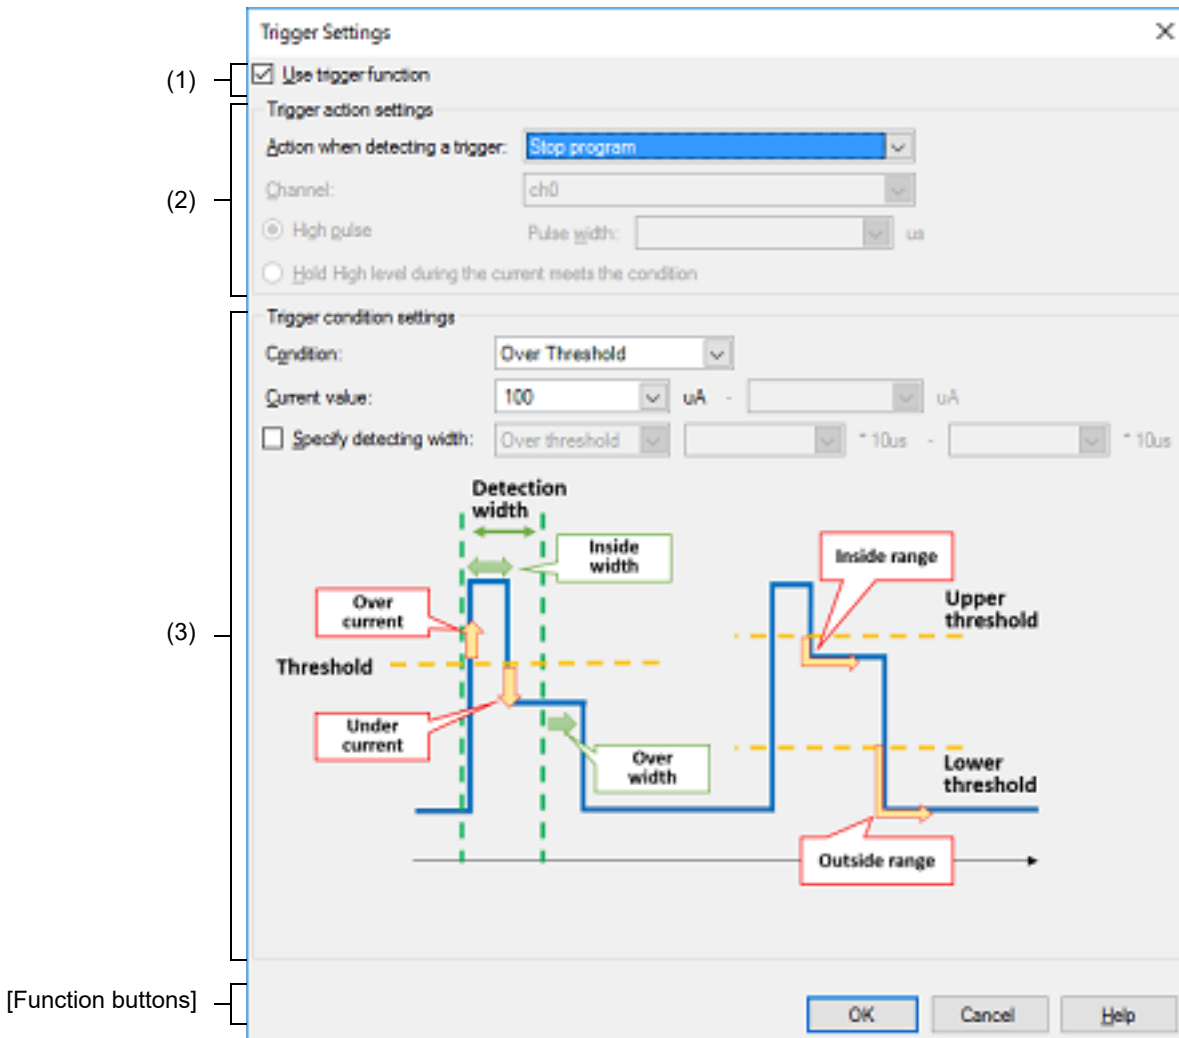 Trigger Settings
(1)
Use trigger function
Trigger action settings
Action when detecting a trigger: Stop program
(2)
Channel: ch0
High pulse Pulse width: us
Hold High level during the current meets the condition
Trigger condition settings
Condition: Over Threshold
Current value: 100 uA - uA
Specify detecting width: Over threshold * 10us - * 10us
(3)
Detection
width
Inside
width
Over
current
Threshold
Under
current
Over
width
Inside range
Upper
threshold
Lower
threshold
Outside range
[Function buttons]
OK Cancel Help